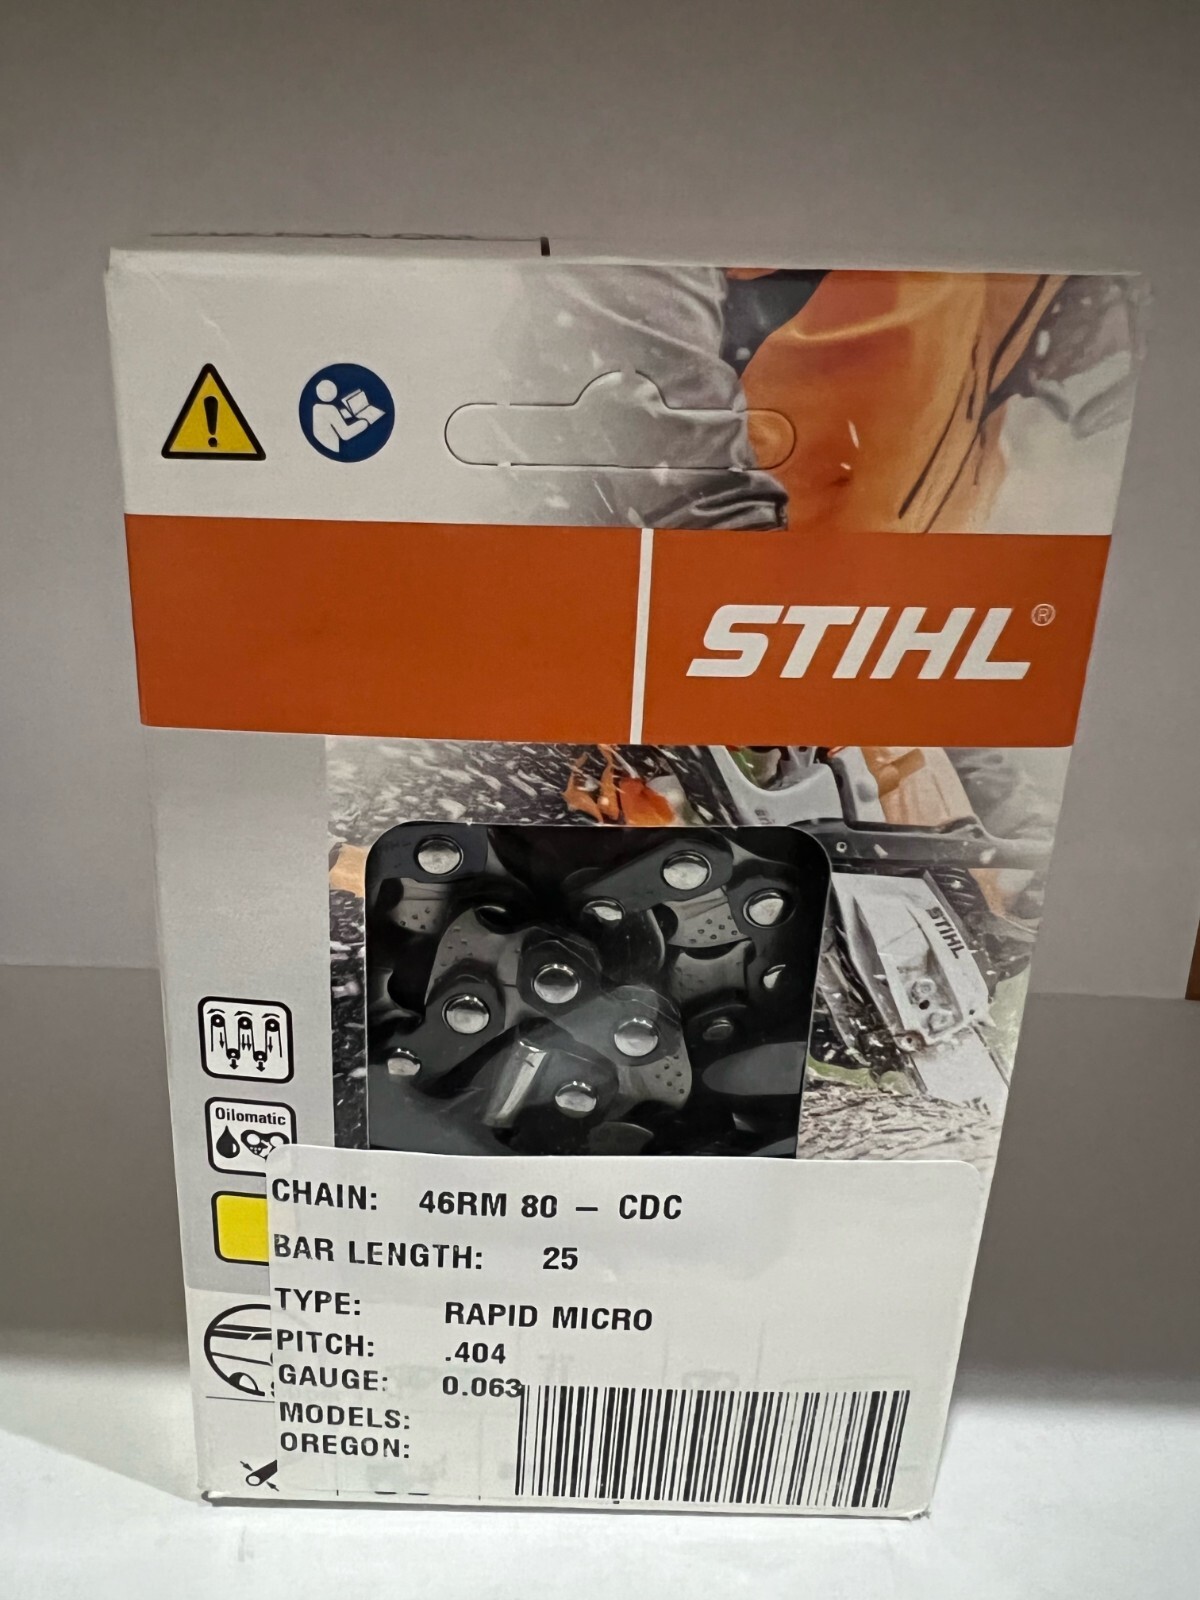 STIHL®
STIHL
Oilomatic
CHAIN: 46RM 80 – CDC
BAR LENGTH: 25
TYPE: RAPID MICRO
PITCH: .404
GAUGE: 0.063
MODELS:
OREGON: